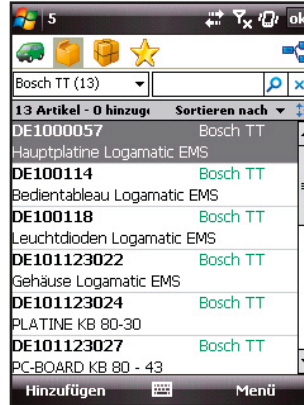 5 ok
Bosch TT (13)
13 Artikel - 0 hinzuge Sortieren nach
DE1000057 Bosch TT
Hauptplatine Logamatic EMS
DE100114 Bosch TT
Bedientableau Logamatic EMS
DE100118 Bosch TT
Leuchtdioden Logamatic EMS
DE101123022 Bosch TT
Gehäuse Logamatic EMS
DE101123024 Bosch TT
PLATINE KB 80-30
DE101123027 Bosch TT
PC-BOARD KB 80 - 43
Hinzufügen Menü